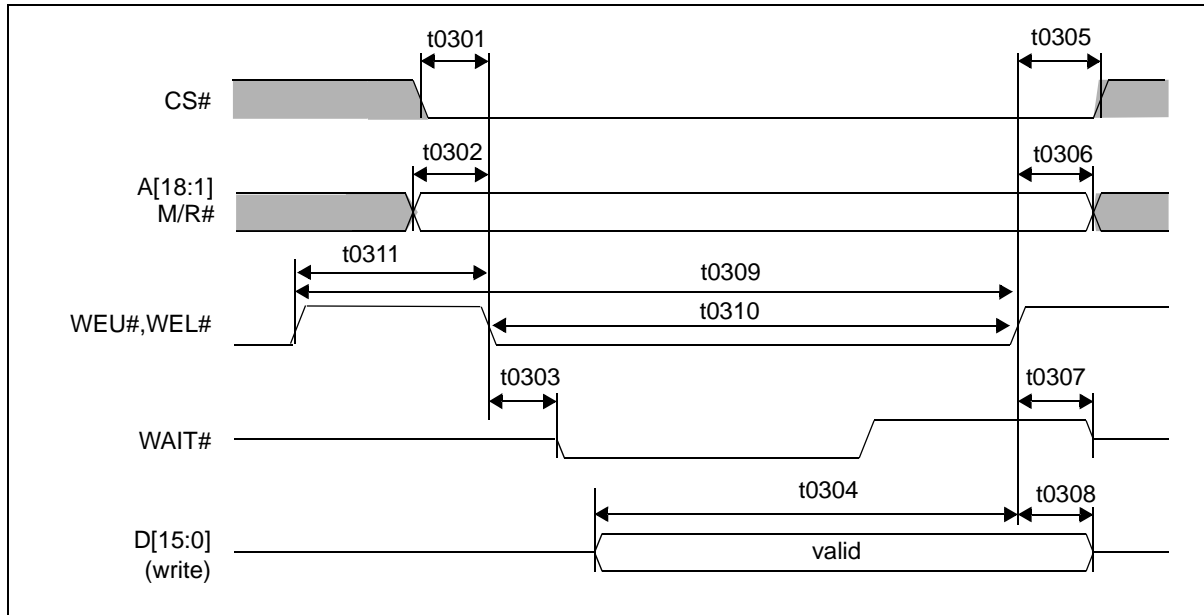 t0301
t0305
CS#
t0302
t0306
A[18:1]
M/R#
t0311
t0309
t0310
WEU#,WEL#
t0303
t0307
WAIT#
t0304
t0308
D[15:0]
(write)
valid